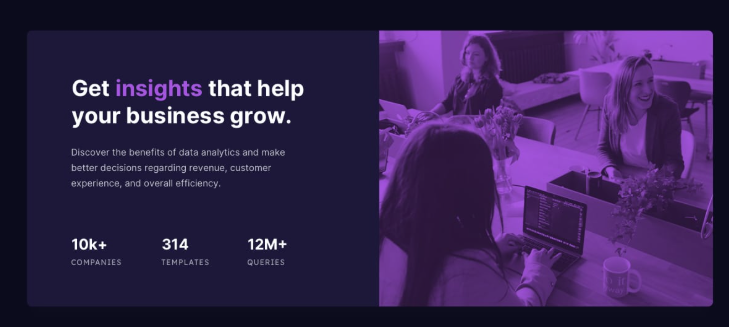 Get insights that help
your business grow.
Discover the benefits of data analytics and make
better decisions regarding revenue, customer
experience, and overall efficiency.
10k+ 314 12M+
COMPANIES TEMPLATES QUERIES